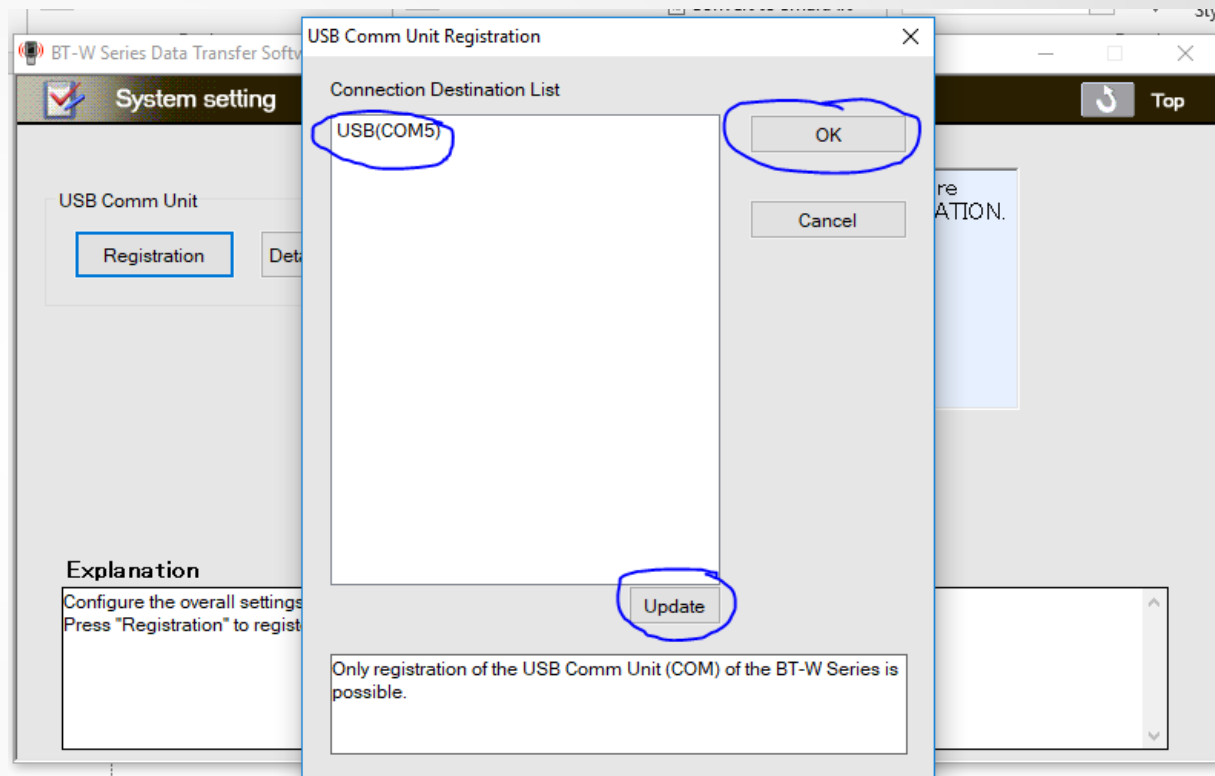 USB Comm Unit Registration
BT-W Series Data Transfer Softw
System setting
Top
Connection Destination List
USB(COM5)
OK
Cancel
re
ATION.
USB Comm Unit
Registration
Deta
Update
Explanation
Configure the overall settings
Press "Registration" to regist
Only registration of the USB Comm Unit (COM) of the BT-W Series is
possible.